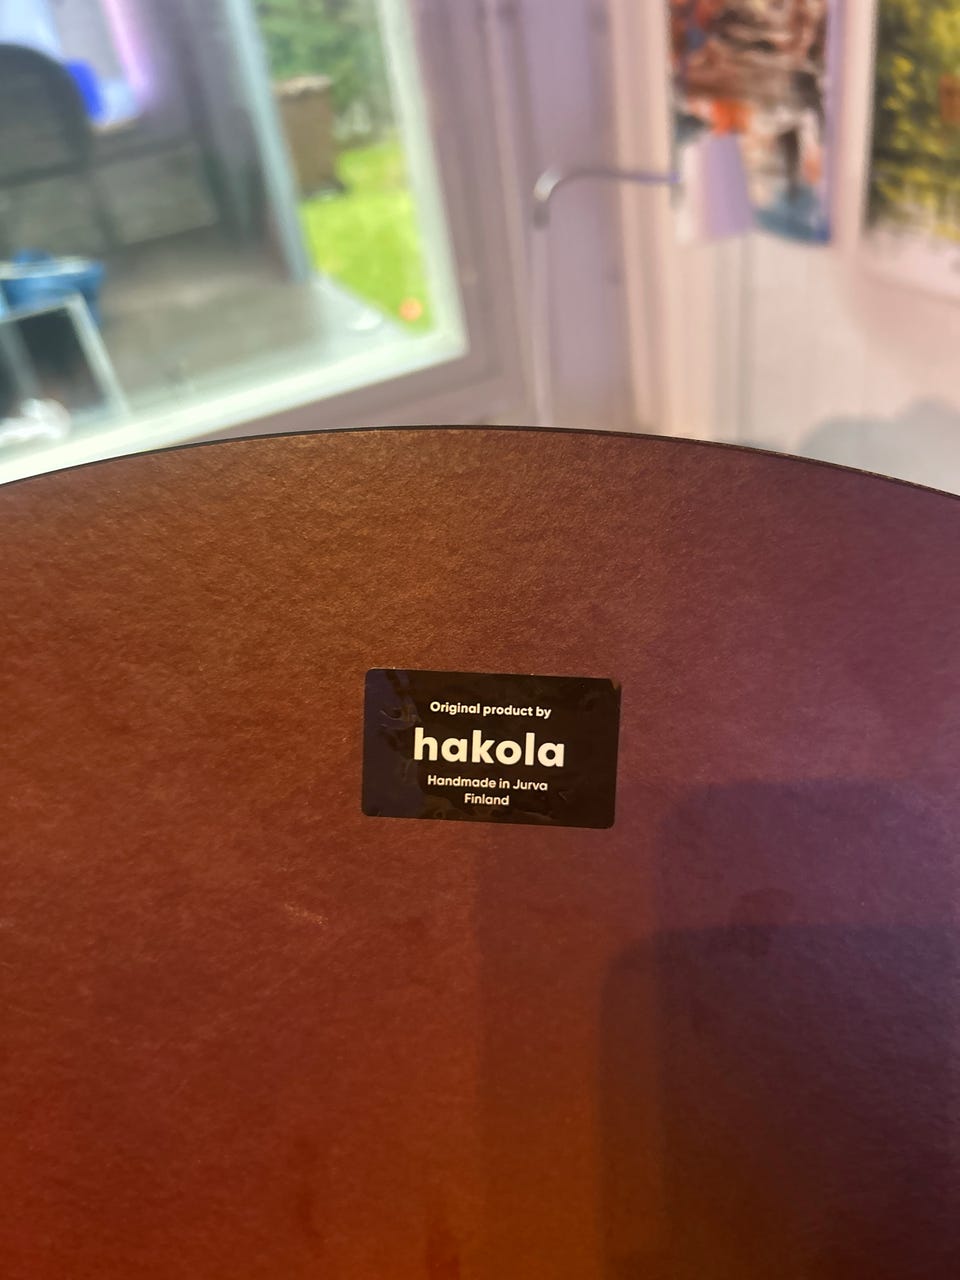 Original product by
hakola
Handmade in Jurva
Finland